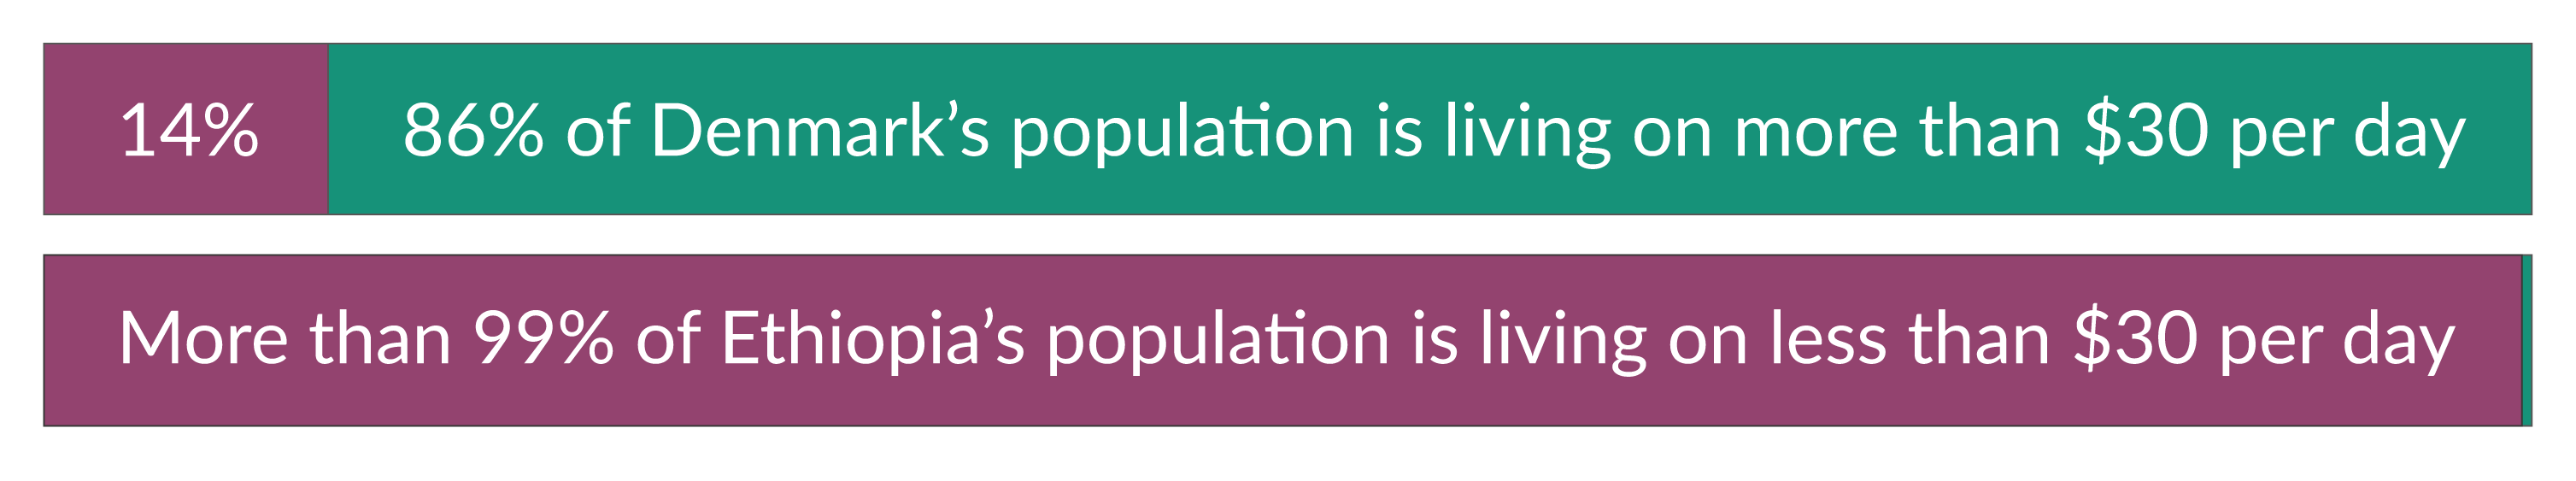 14%
86% of Denmark’s population is living on more than $30 per day
More than 99% of Ethiopia’s population is living on less than $30 per day